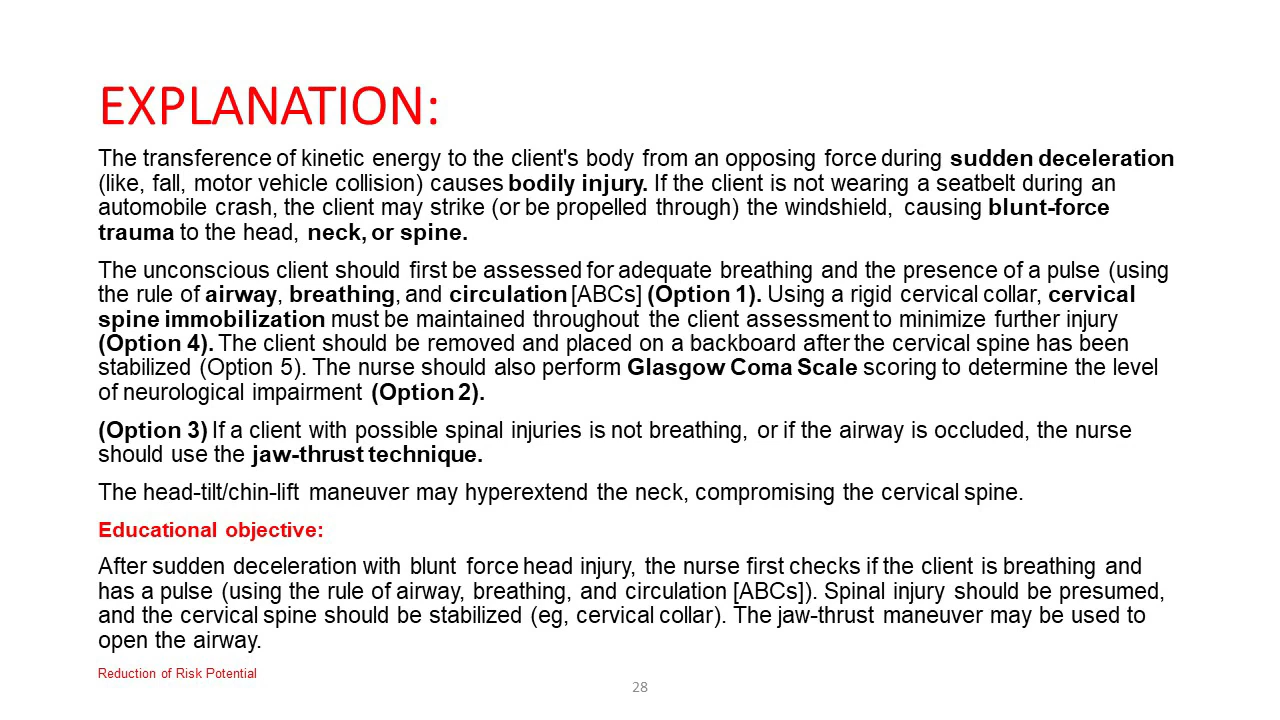 EXPLANATION:
The transference of kinetic energy to the client's body from an opposing force during sudden deceleration
(like, fall, motor vehicle collision) causes bodily injury. If the client is not wearing a seatbelt during an
automobile crash, the client may strike (or be propelled through) the windshield, causing blunt-force
trauma to the head, neck, or spine.
The unconscious client should first be assessed for adequate breathing and the presence of a pulse (using
the rule of airway, breathing, and circulation [ABCs] (Option 1). Using a rigid cervical collar, cervical
spine immobilization must be maintained throughout the client assessment to minimize further injury
(Option 4). The client should be removed and placed on a backboard after the cervical spine has been
stabilized (Option 5). The nurse should also perform Glasgow Coma Scale scoring to determine the level
of neurological impairment (Option 2).
(Option 3) If a client with possible spinal injuries is not breathing, or if the airway is occluded, the nurse
should use the jaw-thrust technique.
The head-tilt/chin-lift maneuver may hyperextend the neck, compromising the cervical spine.
Educational objective:
After sudden deceleration with blunt force head injury, the nurse first checks if the client is breathing and
has a pulse (using the rule of airway, breathing, and circulation [ABCs]). Spinal injury should be presumed,
and the cervical spine should be stabilized (eg, cervical collar). The jaw-thrust maneuver may be used to
open the airway.
Reduction of Risk Potential
28